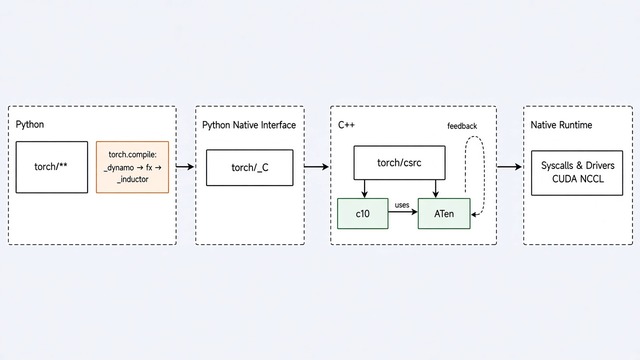 Python
torch/**
torch.compile:
_dynamo → fx →
_inductor
Python Native Interface
torch/_C
C++
feedback
torch/csrc
c10
uses
ATen
Native Runtime
Syscalls & Drivers
CUDA NCCL